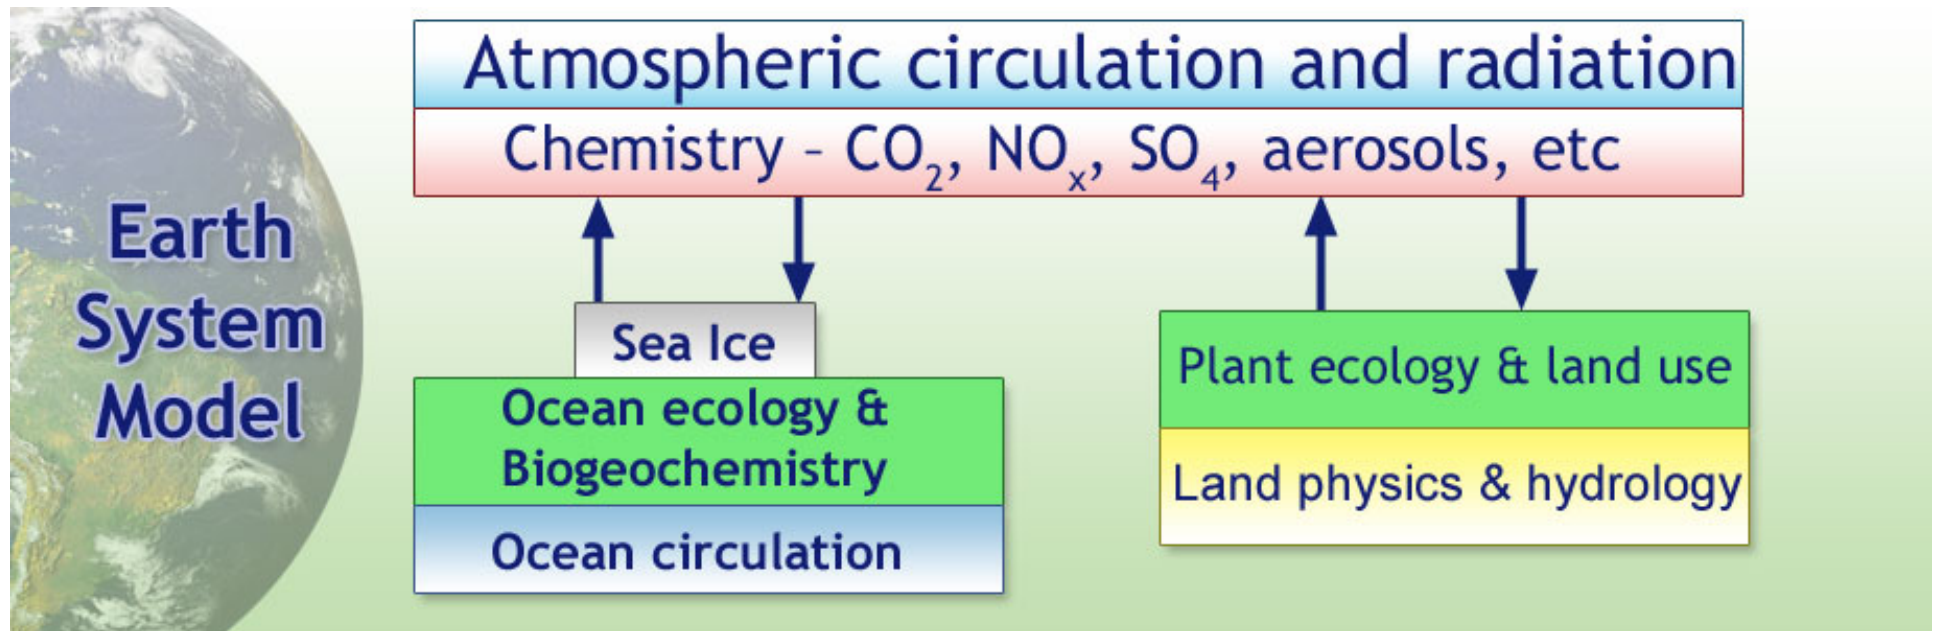 Earth
System
Model
Atmospheric circulation and radiation
Chemistry – CO₂, NOₓ, SO₄, aerosols, etc
Sea Ice
Ocean ecology &
Biogeochemistry
Ocean circulation
Plant ecology & land use
Land physics & hydrology